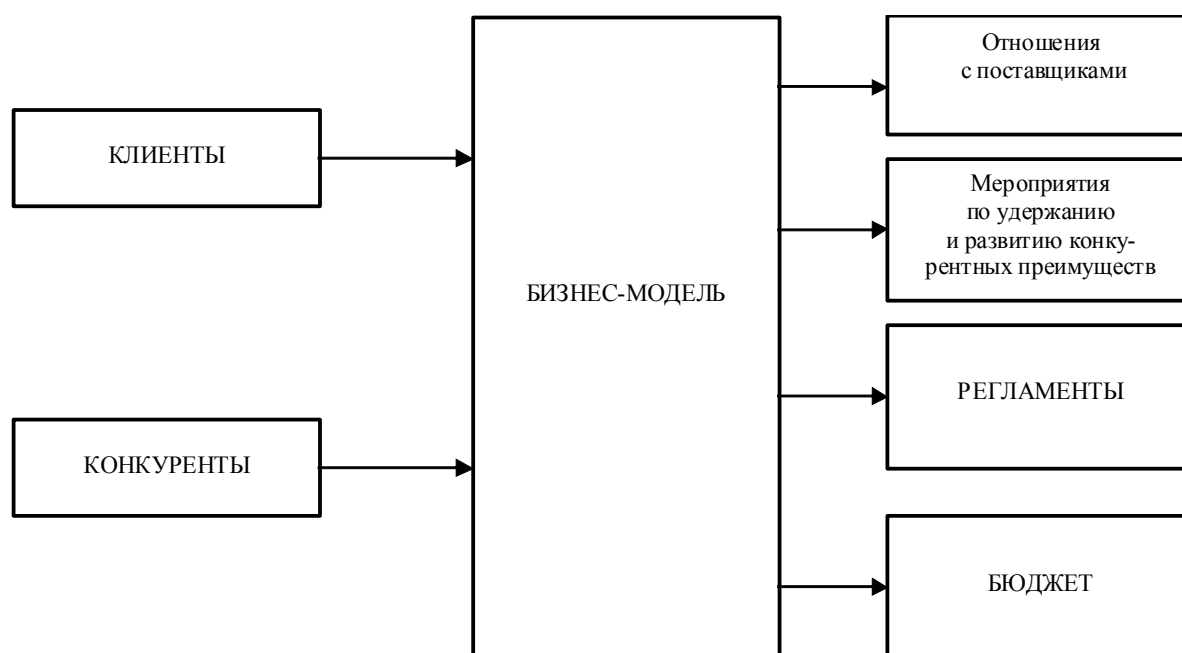 КЛИЕНТЫ
КОНКУРЕНТЫ
БИЗНЕС-МОДЕЛЬ
Отношения
с поставщиками
Мероприятия
по удержанию
и развитию конку-
рентных преимуществ
РЕГЛАМЕНТЫ
БЮДЖЕТ